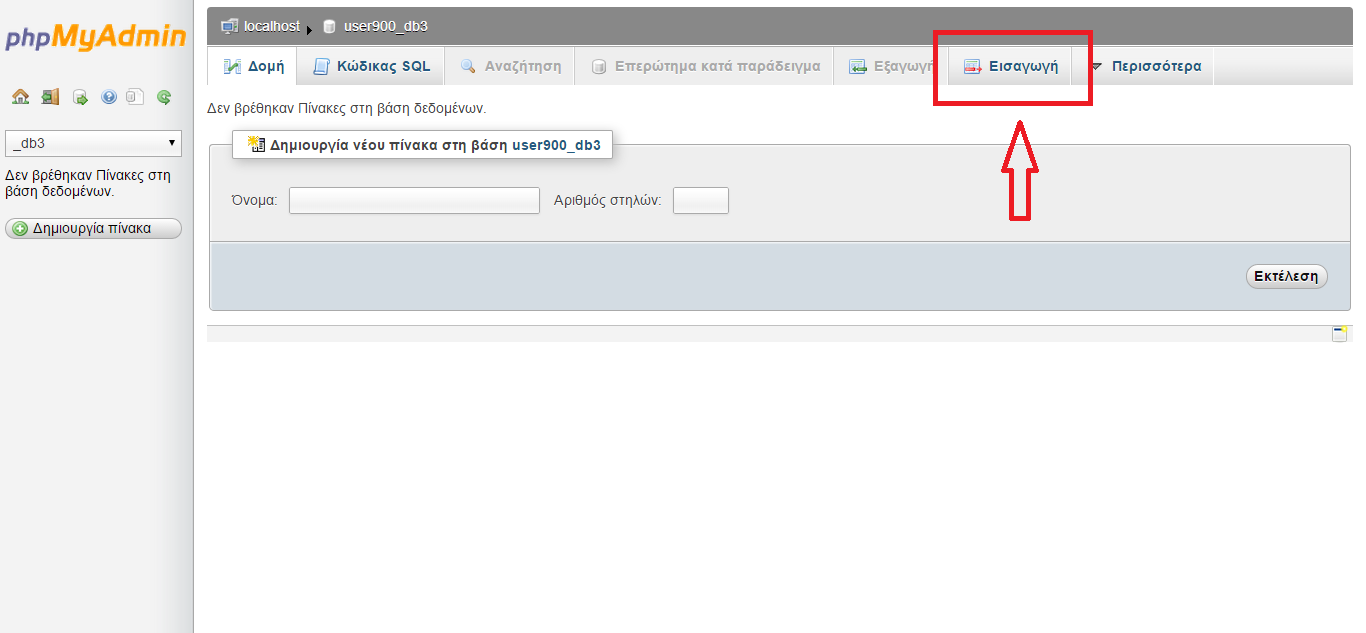 phpMyAdmin
localhost
user900_db3
Δομή
Κώδικας SQL
Αναζήτηση
Επερώτημα κατά παράδειγμα
Εξαγωγή
Εισαγωγή
Περισσότερα
_db3
Δεν βρέθηκαν Πίνακες στη
βάση δεδομένων.
Δημιουργία πίνακα
Δεν βρέθηκαν Πίνακες στη βάση δεδομένων.
Δημιουργία νέου πίνακα στη βάση user900_db3
Όνομα:
Αριθμός στηλών:
Εκτέλεση